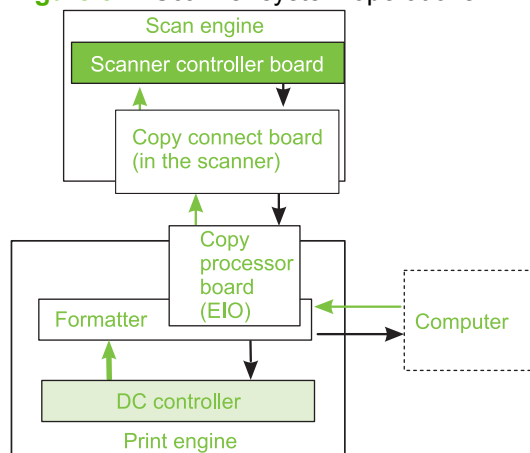 Scan engine
Scanner controller board
Copy connect board
(in the scanner)
Copy
processor
board
(EIO)
Formatter
Computer
DC controller
Print engine